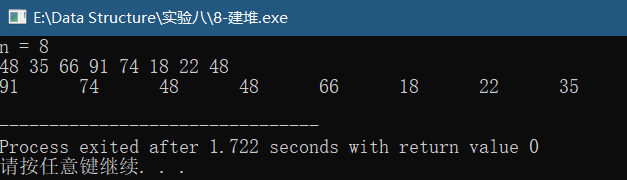 E:\Data Structure\实验八\8-建堆.exe
n = 8
48 35 66 91 74 18 22 48
91 74 48 48 66 18 22 35
--------------------------------
Process exited after 1.722 seconds with return value 0
请按任意键继续. . .